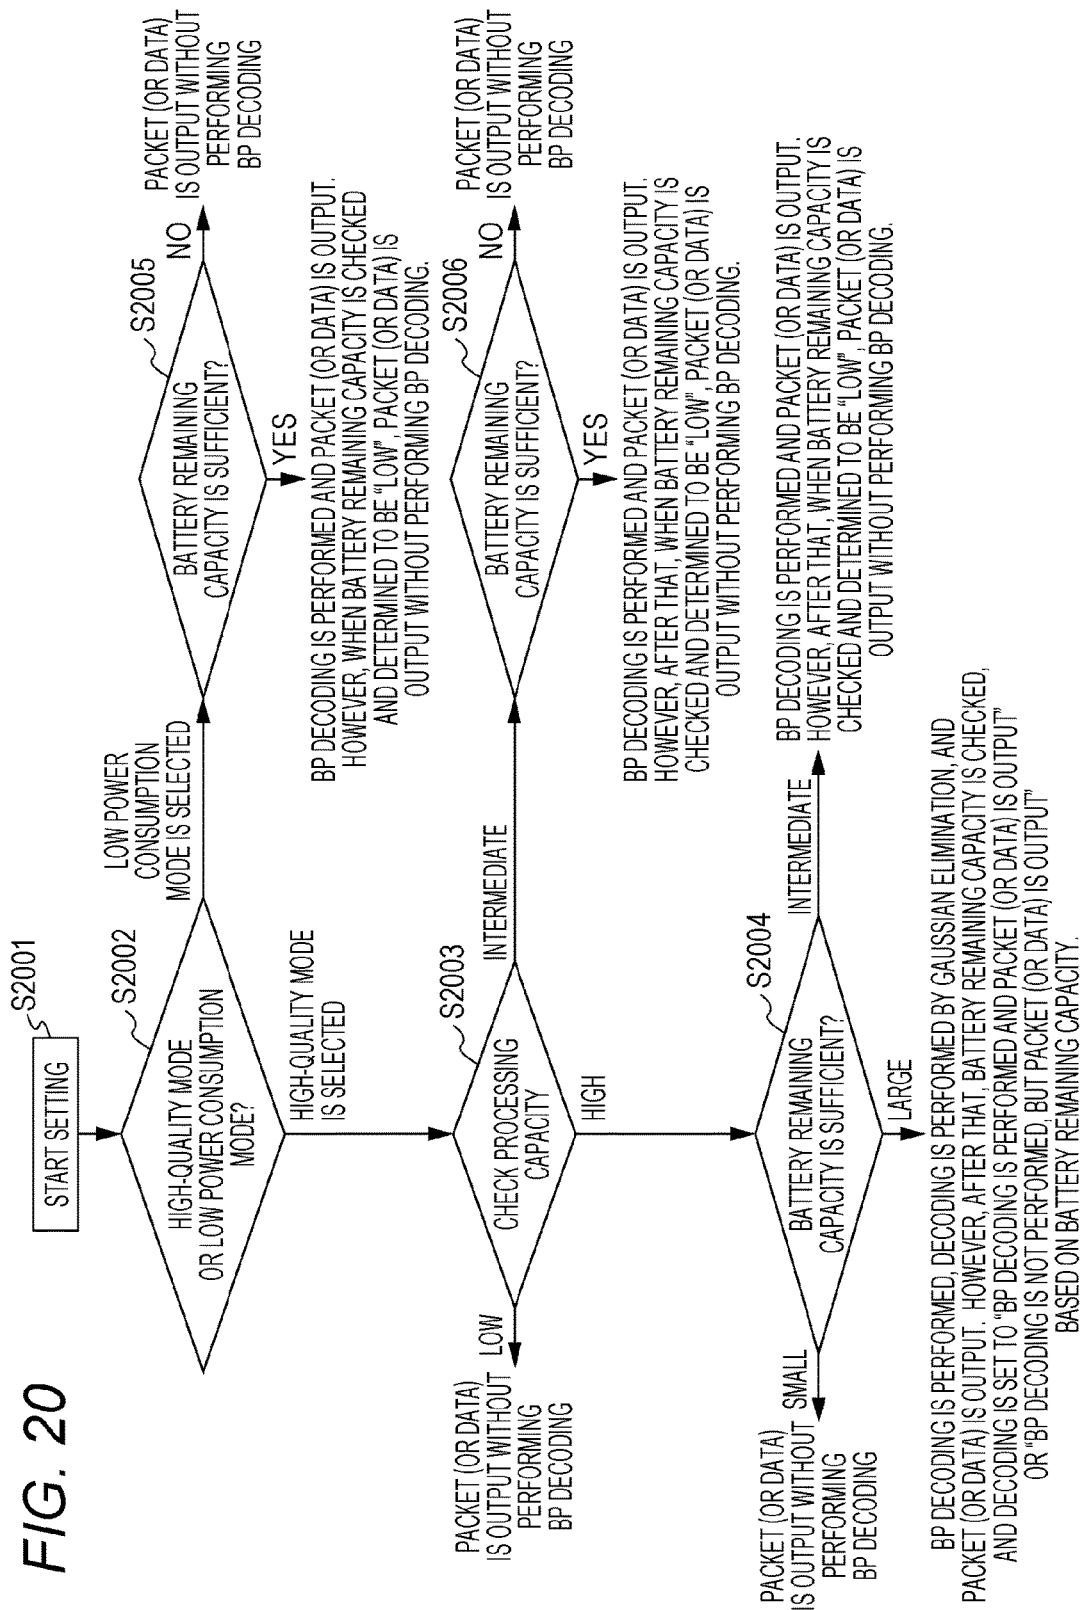 FIG. 20
START SETTING
S2001
HIGH-QUALITY MODE
OR LOW POWER CONSUMPTION
MODE?
S2002
LOW POWER
CONSUMPTION
MODE IS SELECTED
BATTERY REMAINING
CAPACITY IS SUFFICIENT?
S2005
NO
PACKET (OR DATA)
IS OUTPUT WITHOUT
PERFORMING
BP DECODING
YES
BP DECODING IS PERFORMED AND PACKET (OR DATA) IS OUTPUT.
HOWEVER, WHEN BATTERY REMAINING CAPACITY IS CHECKED
AND DETERMINED TO BE "LOW", PACKET (OR DATA) IS
OUTPUT WITHOUT PERFORMING BP DECODING.
HIGH-QUALITY MODE
IS SELECTED
PACKET (OR DATA)
IS OUTPUT WITHOUT
PERFORMING
BP DECODING
LOW
CHECK PROCESSING
CAPACITY
S2003
INTERMEDIATE
BATTERY REMAINING
CAPACITY IS SUFFICIENT?
S2006
NO
PACKET (OR DATA)
IS OUTPUT WITHOUT
PERFORMING
BP DECODING
YES
BP DECODING IS PERFORMED AND PACKET (OR DATA) IS OUTPUT.
HOWEVER, AFTER THAT, WHEN BATTERY REMAINING CAPACITY IS
CHECKED AND DETERMINED TO BE "LOW", PACKET (OR DATA) IS
OUTPUT WITHOUT PERFORMING BP DECODING.
HIGH
PACKET (OR DATA)
IS OUTPUT WITHOUT
PERFORMING
BP DECODING
SMALL
BATTERY REMAINING
CAPACITY IS SUFFICIENT?
S2004
INTERMEDIATE
BP DECODING IS PERFORMED AND PACKET (OR DATA) IS OUTPUT.
HOWEVER, AFTER THAT, WHEN BATTERY REMAINING CAPACITY IS
CHECKED AND DETERMINED TO BE "LOW", PACKET (OR DATA) IS
OUTPUT WITHOUT PERFORMING BP DECODING.
LARGE
BP DECODING IS PERFORMED, DECODING IS PERFORMED BY GAUSSIAN ELIMINATION, AND
PACKET (OR DATA) IS OUTPUT. HOWEVER, AFTER THAT, BATTERY REMAINING CAPACITY IS CHECKED,
AND DECODING IS SET TO "BP DECODING IS PERFORMED AND PACKET (OR DATA) IS OUTPUT"
OR "BP DECODING IS NOT PERFORMED, BUT PACKET (OR DATA) IS OUTPUT"
BASED ON BATTERY REMAINING CAPACITY.